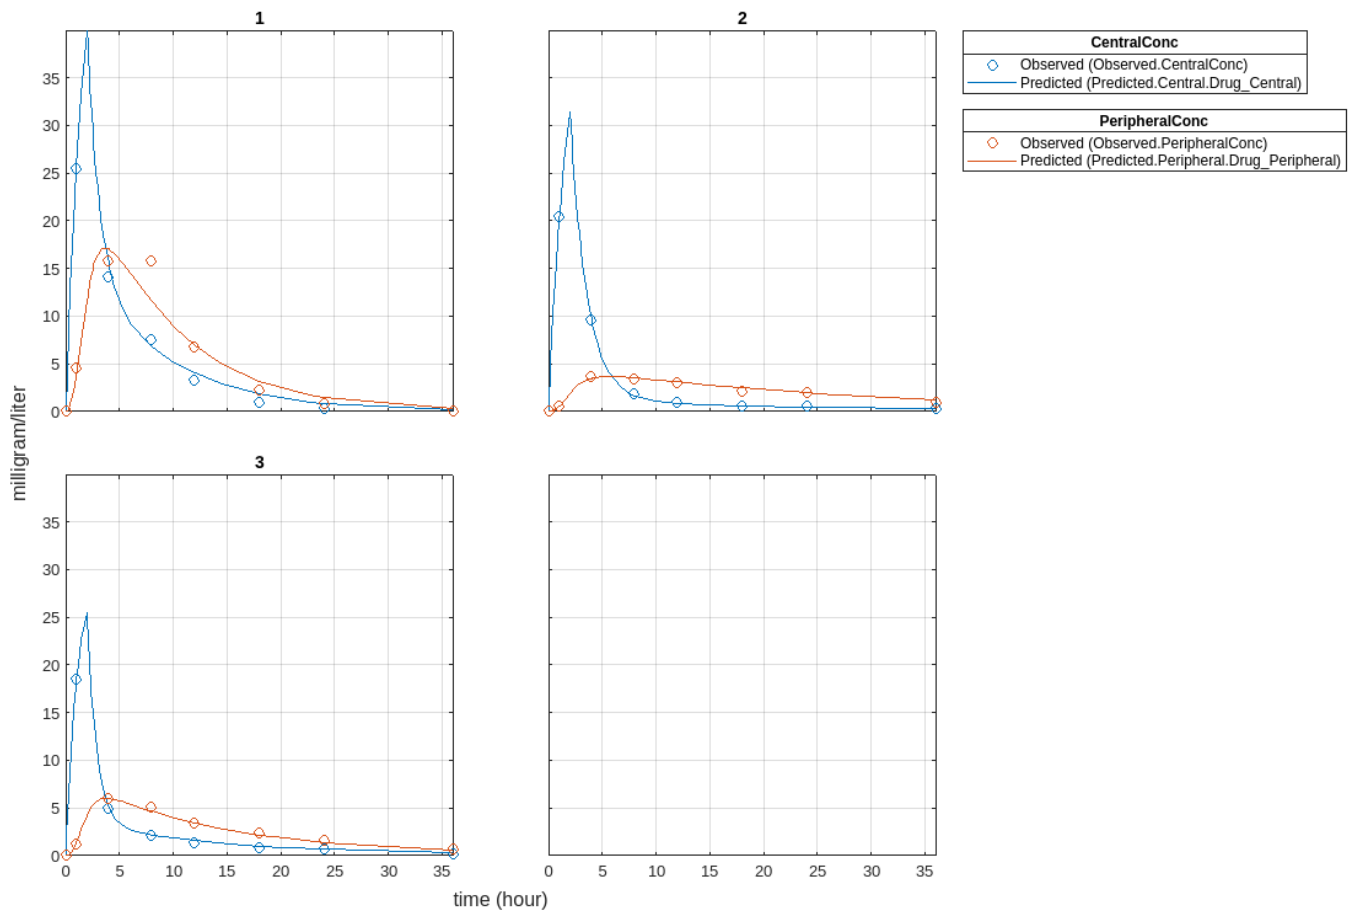 1
2
CentralConc
Observed (Observed.CentralConc)
Predicted (Predicted.Central.Drug_Central)
PeripheralConc
Observed (Observed.PeripheralConc)
Predicted (Predicted.Peripheral.Drug_Peripheral)
35
30
25
20
15
10
5
0
milligram/liter
3
35
30
25
20
15
10
5
0
0 5 10 15 20 25 30 35
0 5 10 15 20 25 30 35
time (hour)